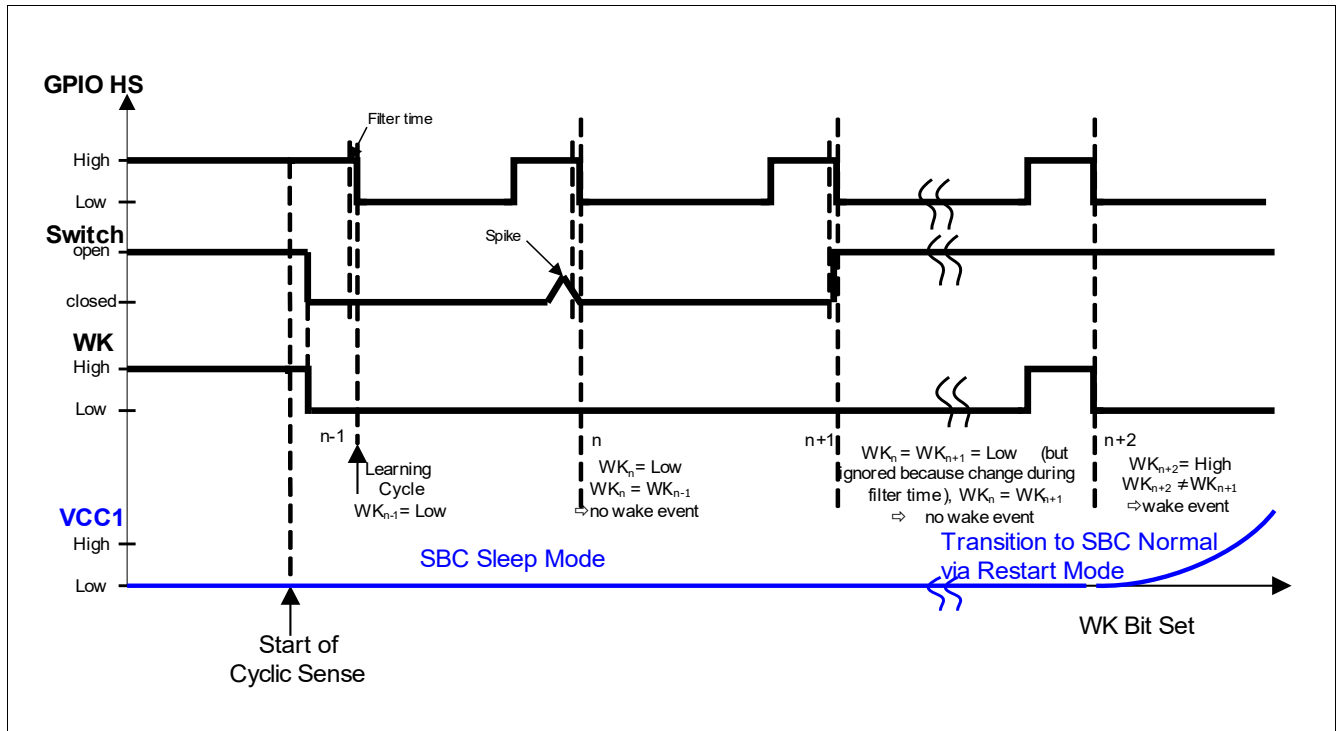 GPIO HS
Filter time
High
Low
Switch
open
Spike
closed
WK
High
Low
n-1
Learning
Cycle
WKn-1= Low
n
WKn= Low
WKn = WKn-1
⇨no wake event
n+1
WKn = WKn+1 = Low (but
ignored because change during
filter time), WKn = WKn+1
⇨ no wake event
n+2
WKn+2= High
WKn+2 ≠WKn+1
⇨wake event
VCC1
High
Low
SBC Sleep Mode
Transition to SBC Normal
via Restart Mode
Start of
Cyclic Sense
WK Bit Set